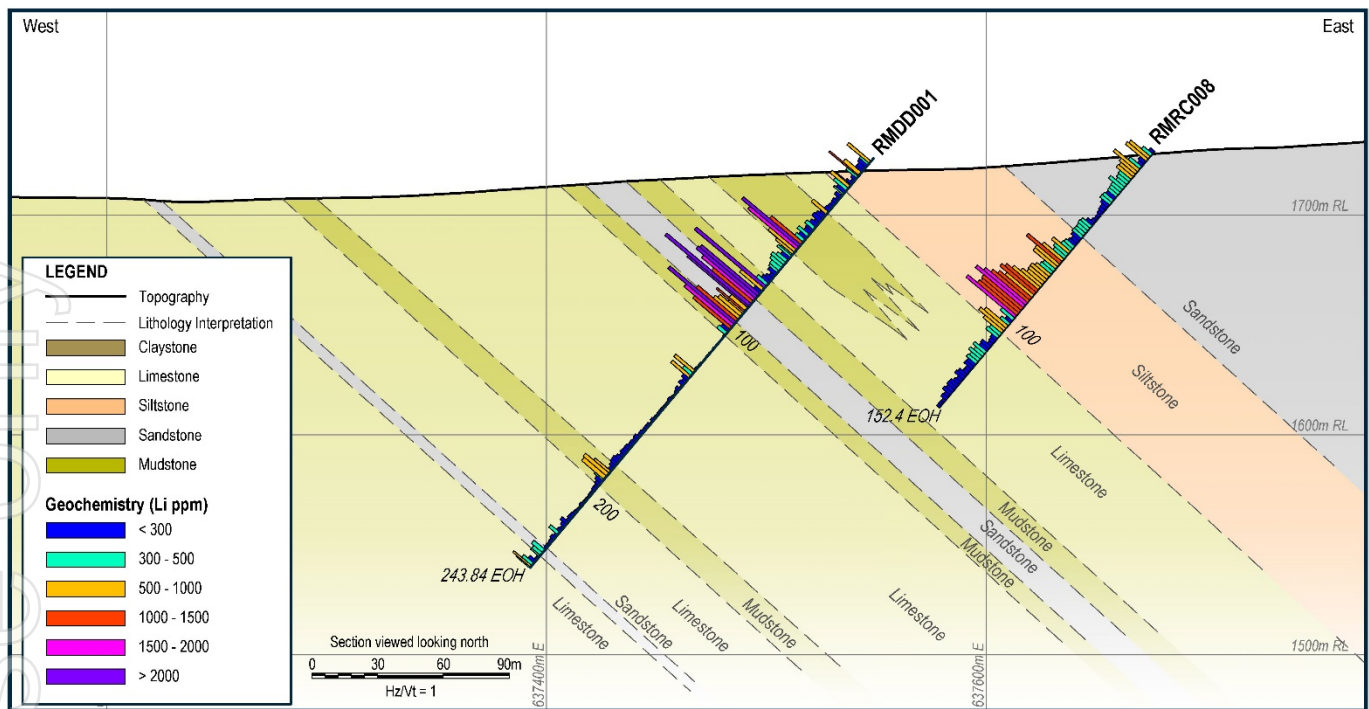 West
East
RMDD001
RMRC008
1700m RL
LEGEND
Topography
Lithology Interpretation
Claystone
Limestone
Siltstone
Sandstone
Mudstone
Geochemistry (Li ppm)
< 300
300 - 500
500 - 1000
1000 - 1500
1500 - 2000
> 2000
100
100
Sandstone
Siltstone
152.4 EOH
1600m RL
Limestone
200
Mudstone
Sandstone
Mudstone
243.84 EOH
Limestone
Sandstone
Limestone
Mudstone
Limestone
Section viewed looking north
0 30 60 90m
Hz/Vt = 1
637400m E
637600m E
1500m RL